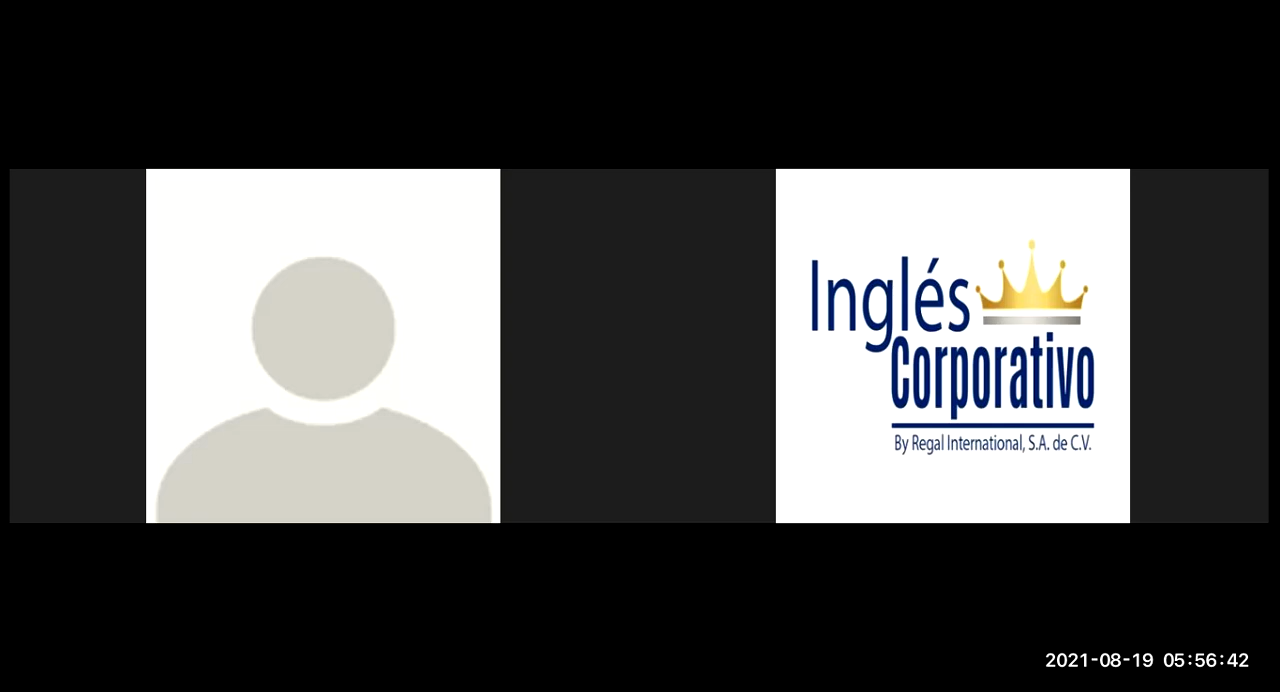 Inglés
Corporativo
By Regal International, S.A. de C.V.
2021-08-19 05:56:42